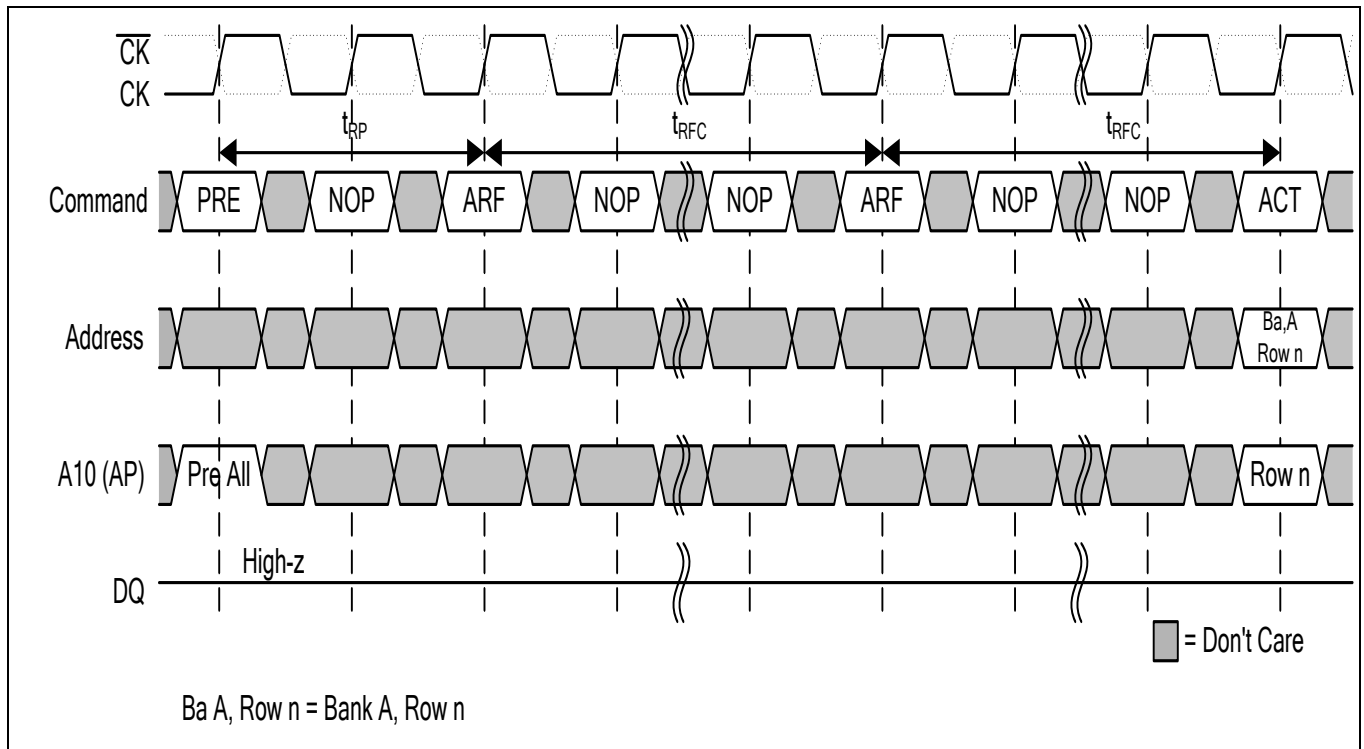 CK
CK
tRP
tRFC
tRFC
Command
PRE
NOP
ARF
NOP
NOP
ARF
NOP
NOP
ACT
Address
Ba,A
Row n
A10 (AP)
Pre All
Row n
High-z
DQ
= Don't Care
Ba A, Row n = Bank A, Row n